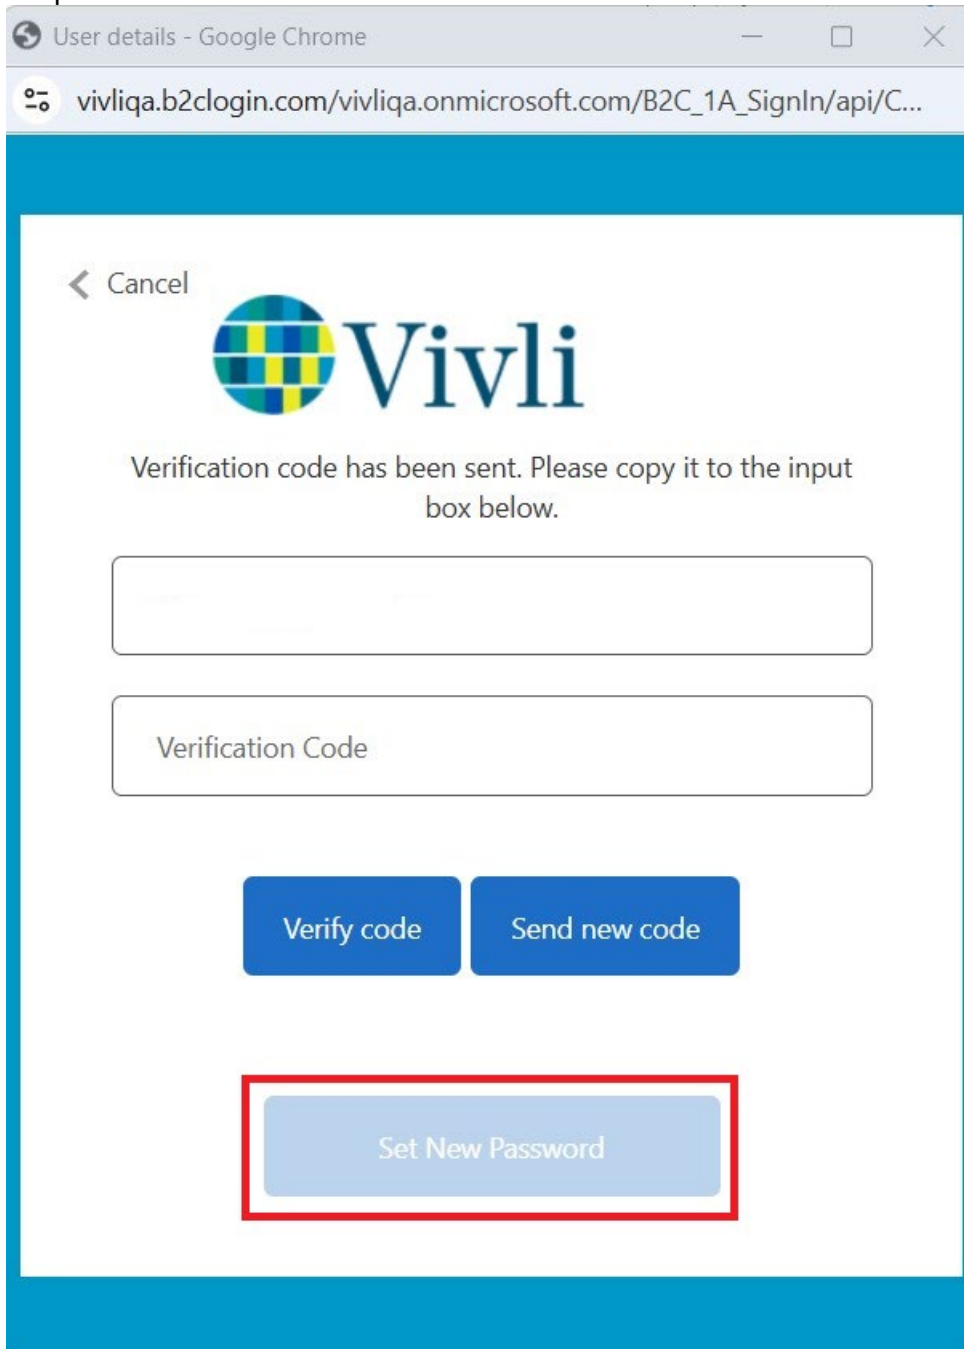 User details - Google Chrome
vivliqa.b2clogin.com/vivliqa.onmicrosoft.com/B2C_1A_SignIn/api/C...
Cancel
Vivli
Verification code has been sent. Please copy it to the input
box below.
Verification Code
Verify code
Send new code
Set New Password